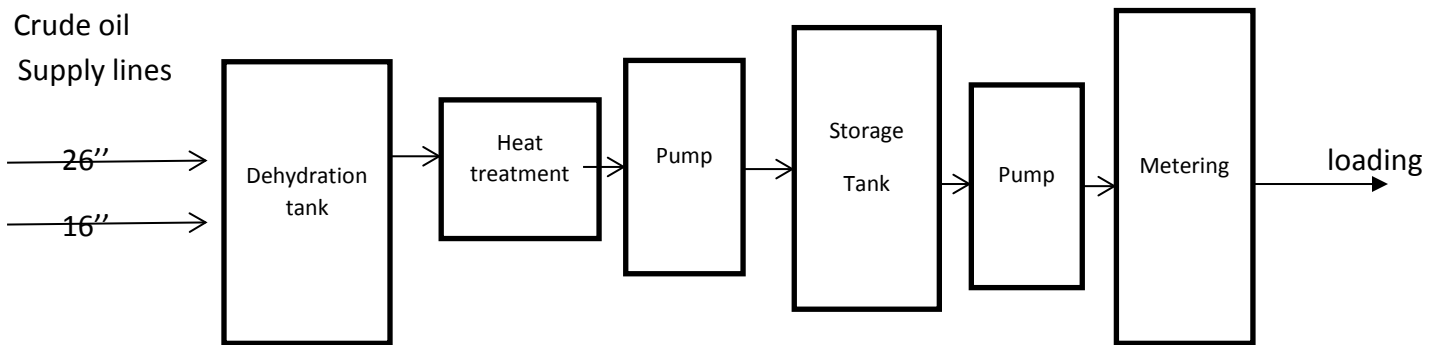 Crude oil
Supply lines
26’’
16’’
Dehydration
tank
Heat
treatment
Pump
Storage
Tank
Pump
Metering
loading